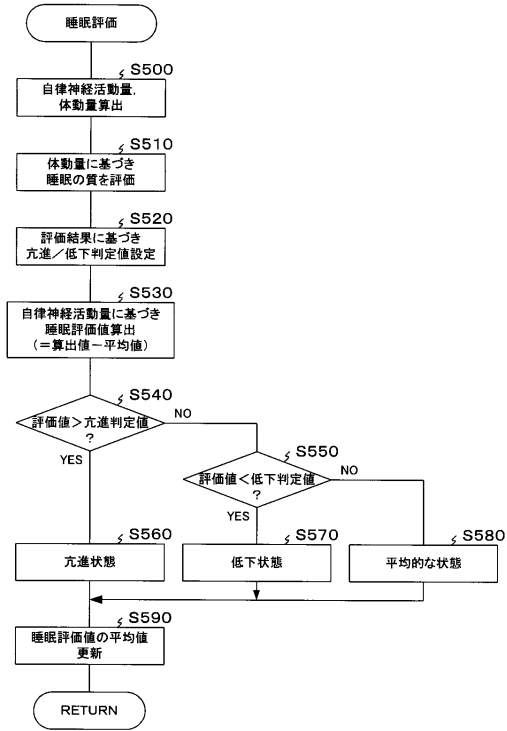 睡眠評価
S500
自律神経活動量,
体動量算出
S510
体動量に基づき
睡眠の質を評価
S520
評価結果に基づき
亢進／低下判定値設定
S530
自律神経活動量に基づき
睡眠評価値算出
(＝算出値－平均値)
S540
評価値＞亢進判定値
?
NO
YES
S550
評価値＜低下判定値
?
NO
YES
S560
亢進状態
S570
低下状態
S580
平均的な状態
S590
睡眠評価値の平均値
更新
RETURN